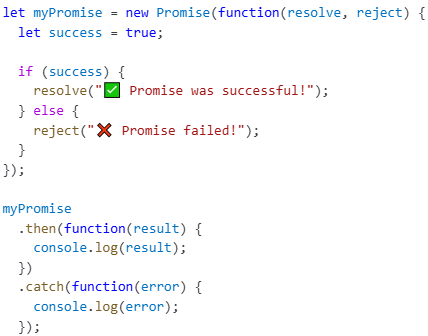 let myPromise = new Promise(function(resolve, reject) {
  let success = true;

  if (success) {
    resolve("✅ Promise was successful!");
  } else {
    reject("❌ Promise failed!");
  }
});

myPromise
  .then(function(result) {
    console.log(result);
  })
  .catch(function(error) {
    console.log(error);
  });